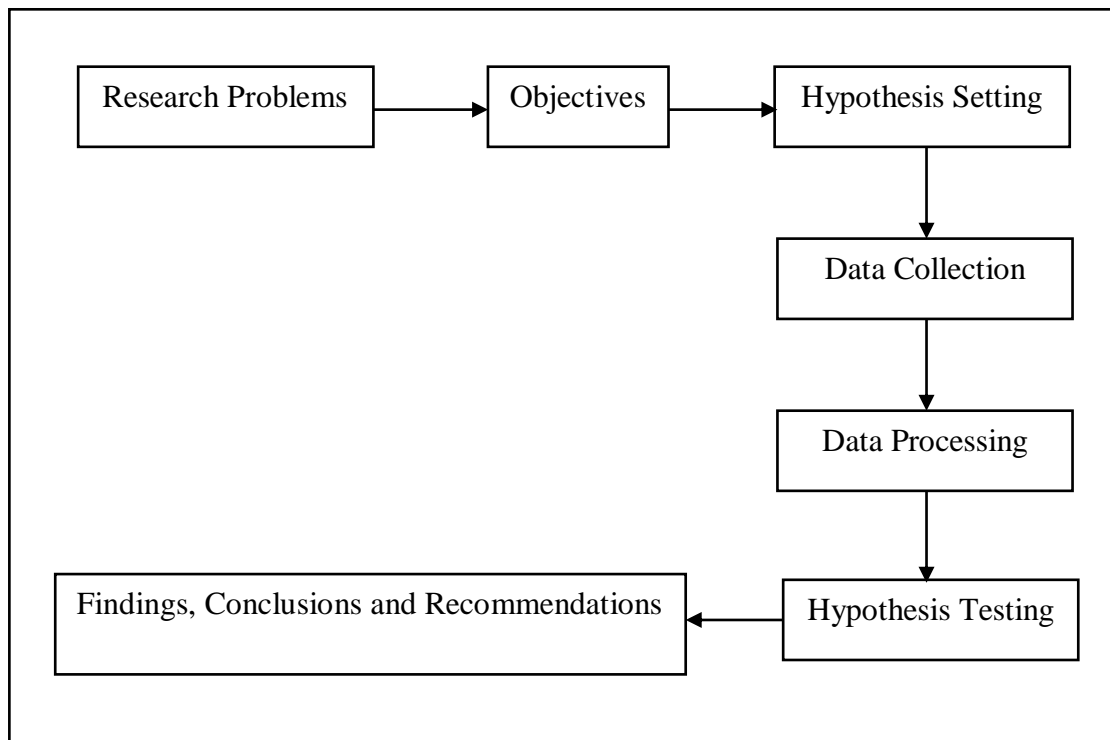 Research Problems
Objectives
Hypothesis Setting
Data Collection
Data Processing
Hypothesis Testing
Findings, Conclusions and Recommendations